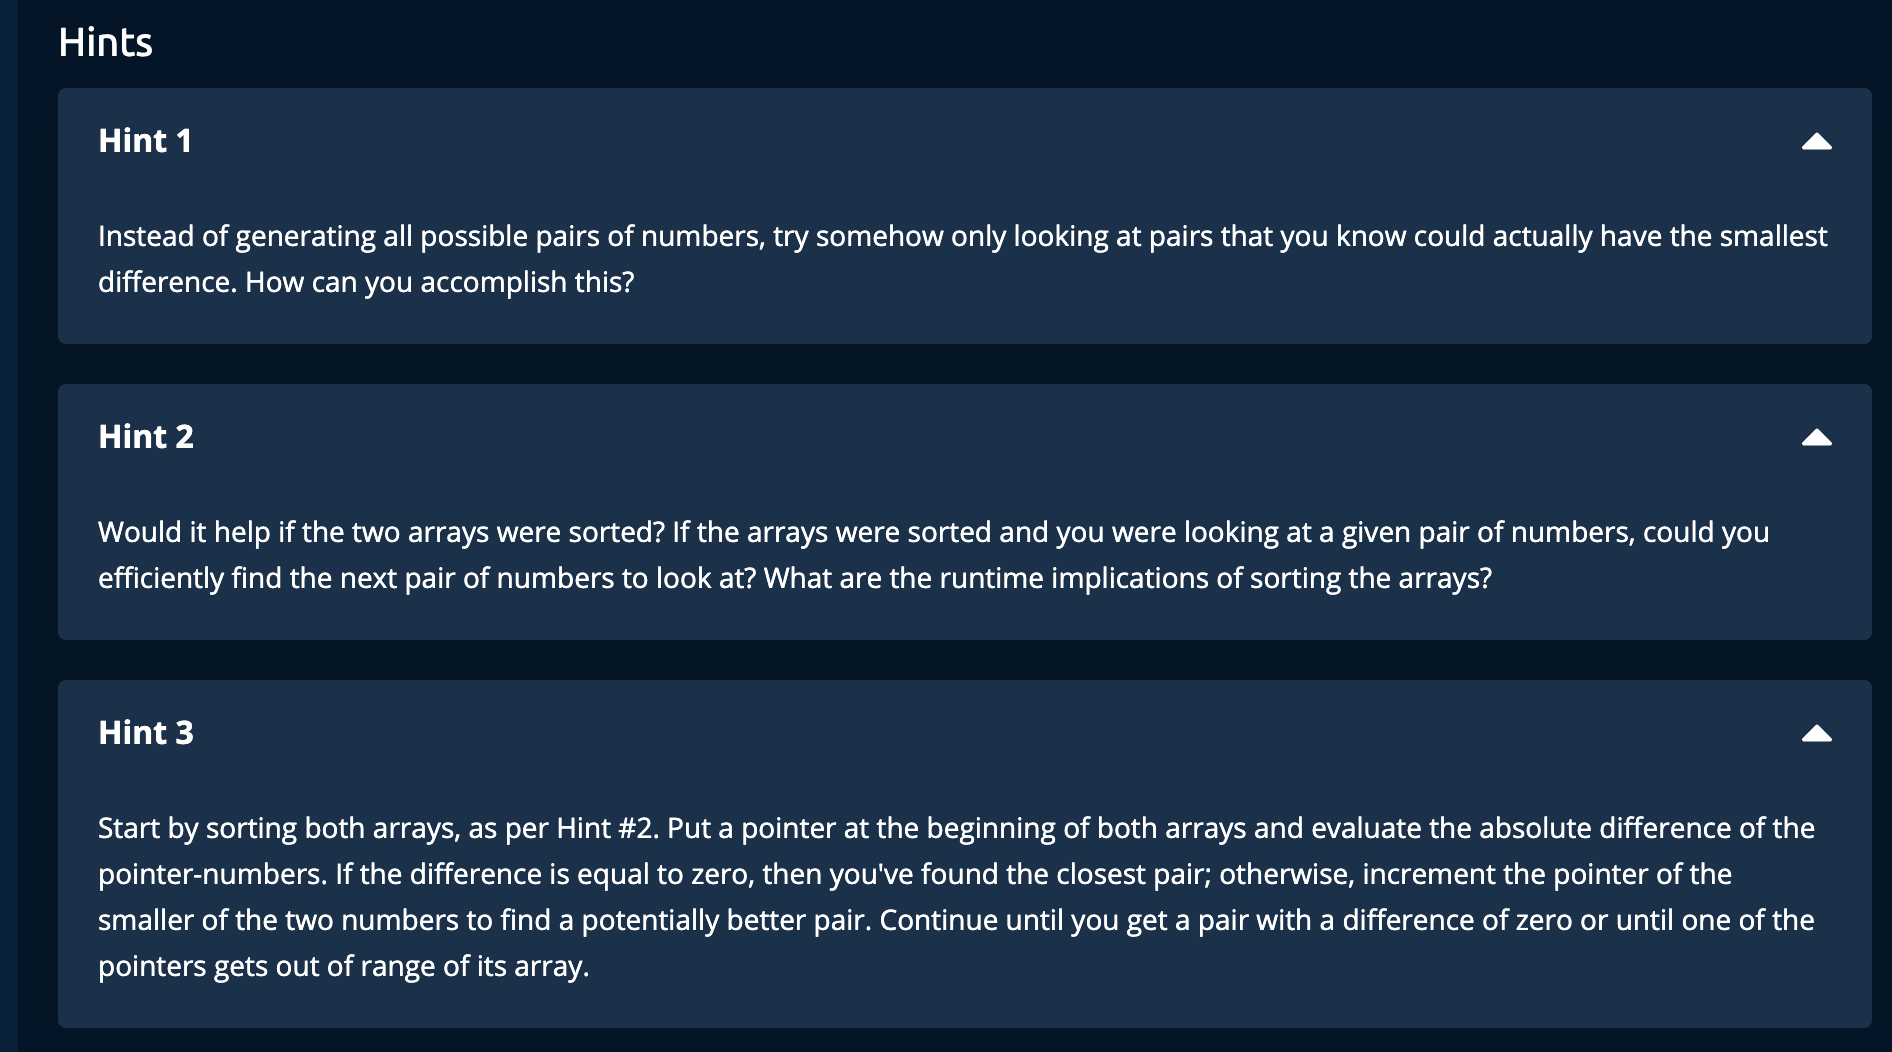 Hints
Hint 1
Instead of generating all possible pairs of numbers, try somehow only looking at pairs that you know could actually have the smallest
difference. How can you accomplish this?
Hint 2
Would it help if the two arrays were sorted? If the arrays were sorted and you were looking at a given pair of numbers, could you
efficiently find the next pair of numbers to look at? What are the runtime implications of sorting the arrays?
Hint 3
Start by sorting both arrays, as per Hint #2. Put a pointer at the beginning of both arrays and evaluate the absolute difference of the
pointer-numbers. If the difference is equal to zero, then you've found the closest pair; otherwise, increment the pointer of the
smaller of the two numbers to find a potentially better pair. Continue until you get a pair with a difference of zero or until one of the
pointers gets out of range of its array.